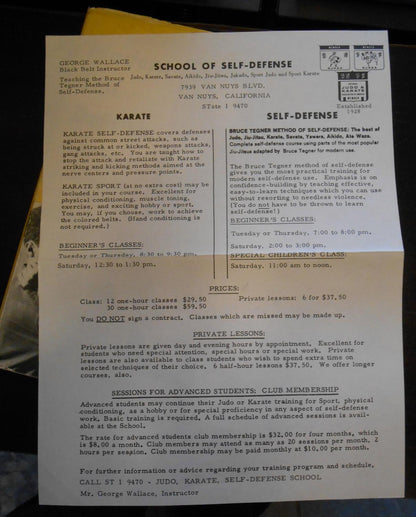 GEORGE WALLACE
Black Belt Instructor
Teaching the Bruce
Tegner Method of
Self-Defense.
SCHOOL OF SELF-DEFENSE
Judo, Karate, Savate, Aikido, Jiu-Jitsu, Jukado, Sport Judo and Sport Karate
7939 VAN NUYS BLVD.
VAN NUYS, CALIFORNIA
STate 1 9470
JUDO &
KARATE
Established
1928
KARATE
KARATE SELF-DEFENSE covers defenses
against common street attacks, such as
being struck at or kicked, weapons attacks,
gang attacks, etc. You are taught how to
stop the attack and retaliate with Karate
striking and kicking methods aimed at the
nerve centers and pressure points.
KARATE SPORT (at no extra cost) may be
included in your course. Excellent for
physical conditioning, muscle toning,
exercise, and exciting hobby or sport.
You may, if you choose, work to achieve
the colored belts. (Hand conditioning is
not required.)
BEGINNER'S CLASSES:
Tuesday or Thursday, 8:30 to 9:30 pm.
Saturday, 12:30 to 1:30 pm.
SELF-DEFENSE
BRUCE TEGNER METHOD OF SELF-DEFENSE: The best of
Judo, Jiu-Jitsu, Karate, Savate, Yawara, Aikido, Ate Waza.
Complete self-defense course using parts of the most popular
Jiu-Jitsu adapted by Bruce Tegner for modern use.
The Bruce Tegner method of self-defense
gives you the most practical training for
modern self-defense use. Emphasis is on
confidence-building by teaching effective,
easy-to-learn techniques which you can use
without resorting to needless violence.
(You do not have to be thrown to learn
self-defense!)
BEGINNER'S CLASSES:
Tuesday or Thursday, 7:00 to 8:00 pm.
Saturday, 2:00 to 3:00 pm.
SPECIAL CHILDREN'S CLASS:
Saturday, 11:00 am to noon.
PRICES:
Class: 12 one-hour classes $29.50
30 one-hour classes $59.50
Private lessons: 6 for $37.50
You DO NOT sign a contract. Classes which are missed may be made up.
PRIVATE LESSONS:
Private lessons are given day and evening hours by appointment. Excellent for
students who need special attention, special hours or special work. Private
lessons are also available to class students who wish to spend extra time on
selected techniques of their choice. 6 half-hour lessons $37.50. We offer longer
courses, also.
SESSIONS FOR ADVANCED STUDENTS; CLUB MEMBERSHIP
Advanced students may continue their Judo or Karate training for Sport, physical
conditioning, as a hobby or for special proficiency in any aspect of self-defense
work. Basic training is required. A full schedule of advanced sessions is avail-
able at the School.
The rate for advanced students club membership is $32.00 for four months, which
is $8.00 a month. Club members may attend as many as 20 sessions per month, 2
hours per session. Club membership may be paid monthly at $10.00 per month.
For further information or advice regarding your training program and schedule,
CALL ST 1 9470 - JUDO, KARATE, SELF-DEFENSE SCHOOL
Mr. George Wallace, Instructor